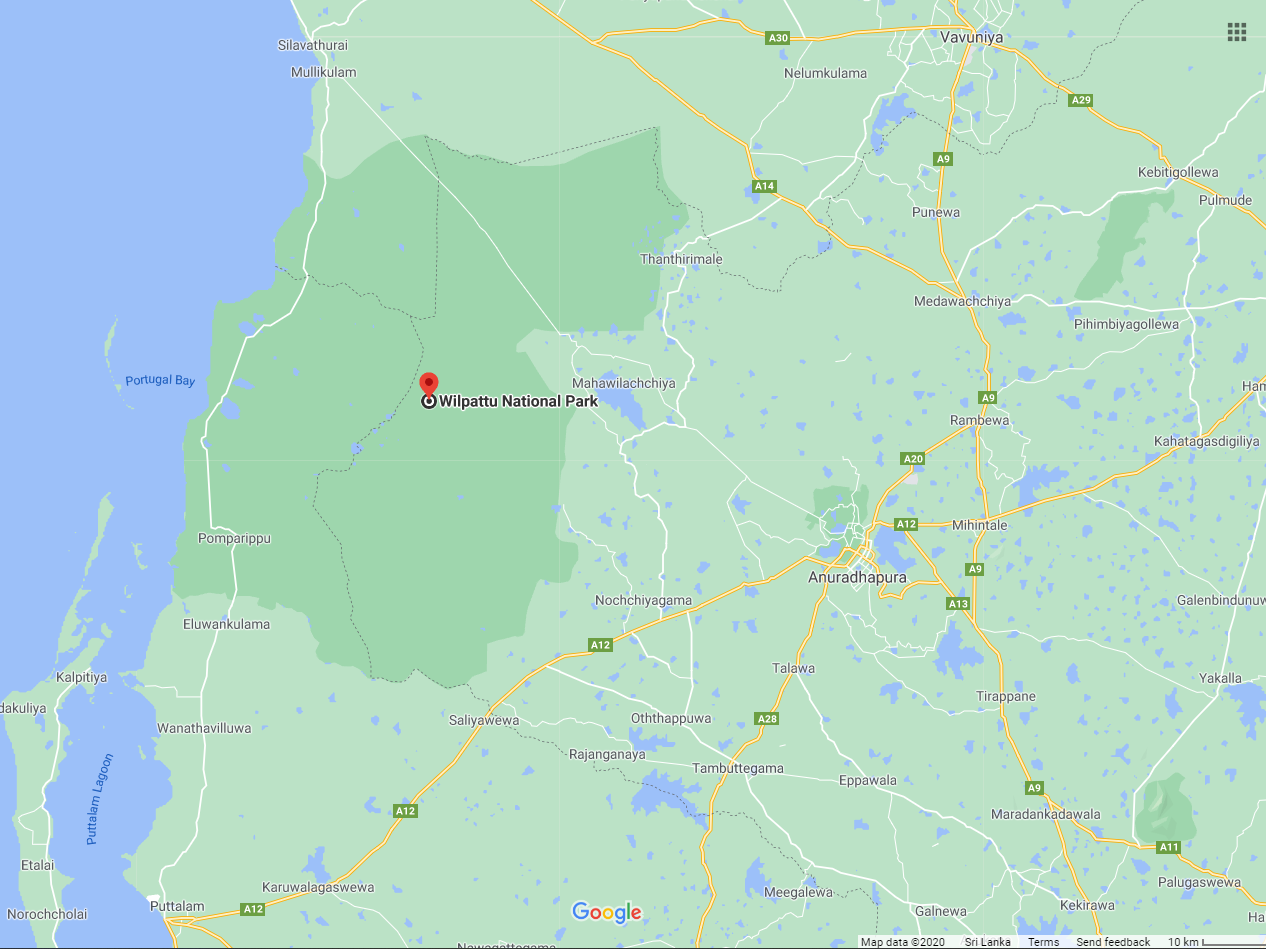 A30
Vavuniya
Silavathurai
Mullikulam
Nelumkulama
A29
A9
Kebitigollewa
A14
Pulmude
Punewa
Thanthirimale
Medawachchiya
Pihimbiyagollewa
Portugal Bay
Mahawilachchiya
Ham
Wilpattu National Park
A9
Rambewa
Kahatagasdigiliya
A20
A12
Mihintale
Pomparippu
A9
Anuradhapura
Nochchiyagama
A13
Galenbindunuw
Eluwankulama
A12
Talawa
Kalpitiya
Yakalla
Tirappane
dakuliya
Saliyawewa
Oththappuwa
A28
Wanathavilluwa
Rajanganaya
Tambuttegama
Eppawala
A9
Puttalam Lagoon
A12
Maradankadawala
A11
Etalai
Karuwalagaswewa
Palugaswewa
Meegalewa
Puttalam
A12
Norochcholai
Google
Galnewa
Kekirawa
Ha
Map data ©2020 Sri Lanka Terms Send feedback 10 km